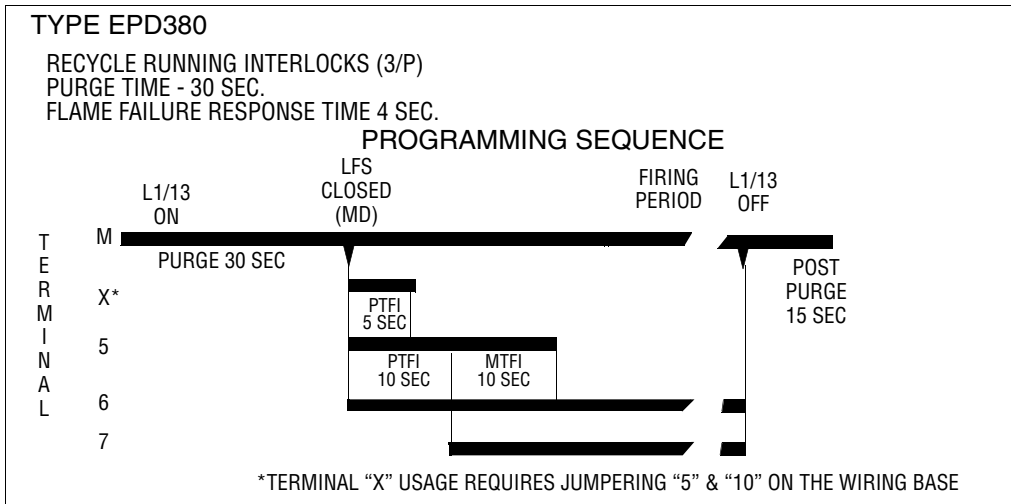 TYPE EPD380
RECYCLE RUNNING INTERLOCKS (3/P)
PURGE TIME - 30 SEC.
FLAME FAILURE RESPONSE TIME 4 SEC.
PROGRAMMING SEQUENCE
L1/13
ON
LFS
CLOSED
(MD)
FIRING
PERIOD
L1/13
OFF
TERMINAL
M
PURGE 30 SEC
POST
PURGE
15 SEC
X*
PTFI
5 SEC
5
PTFI
10 SEC
MTFI
10 SEC
6
7
*TERMINAL “X” USAGE REQUIRES JUMPERING “5” & “10” ON THE WIRING BASE